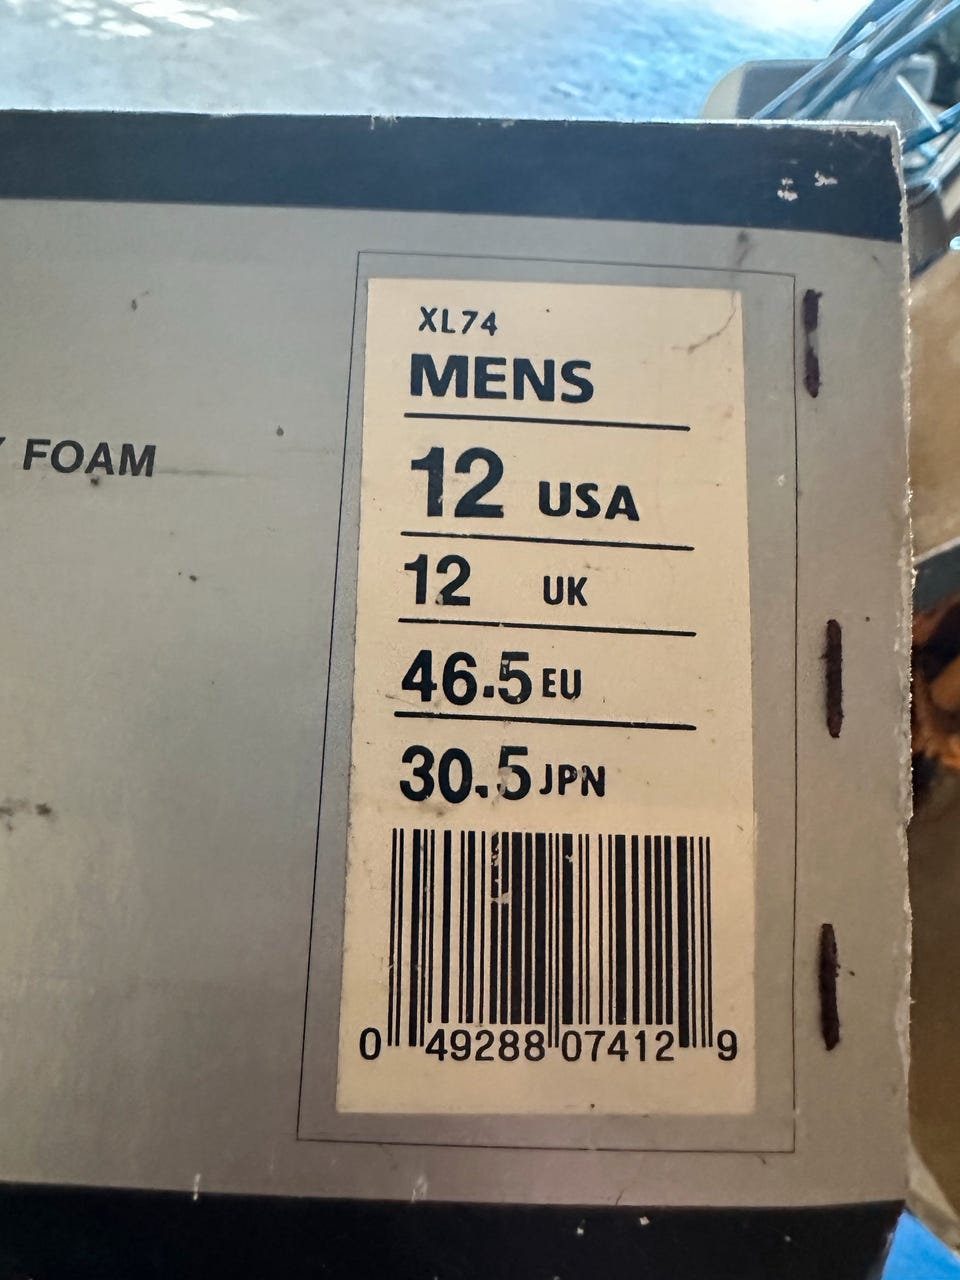 FOAM
XL74
MENS
12 USA
12 UK
46.5 EU
30.5 JPN
0 49288 07412 9